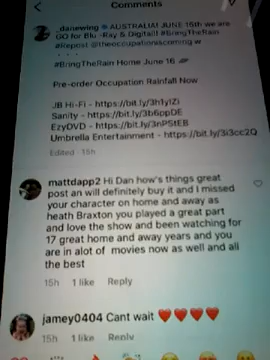 Comments
_danewing AUSTRALIA! JUNE 16th we are
GO for Blu -Ray & Digital! #BringTheRain
#Repost @theoccupationiscoming w
. . .
#BringTheRain Home June 16
Pre-order Occupation Rainfall Now
JB Hi-Fi - https://bit.ly/3h1yIZi
Sanity - https://bit.ly/3b6ppDE
EzyDVD - https://bit.ly/3nPStEB
Umbrella Entertainment - https://bit.ly/3i3cc2Q
Edited · 15h
mattdapp2 Hi Dan how's things great
post an will definitely buy it and I missed
your character on home and away as
heath Braxton you played a great part
and love the show and been watching for
17 great home and away years and you
are in alot of movies now as well and all
the best
15h 1 like Reply
jamey0404 Cant wait ❤️❤️❤️❤️
15h 1 like Reply